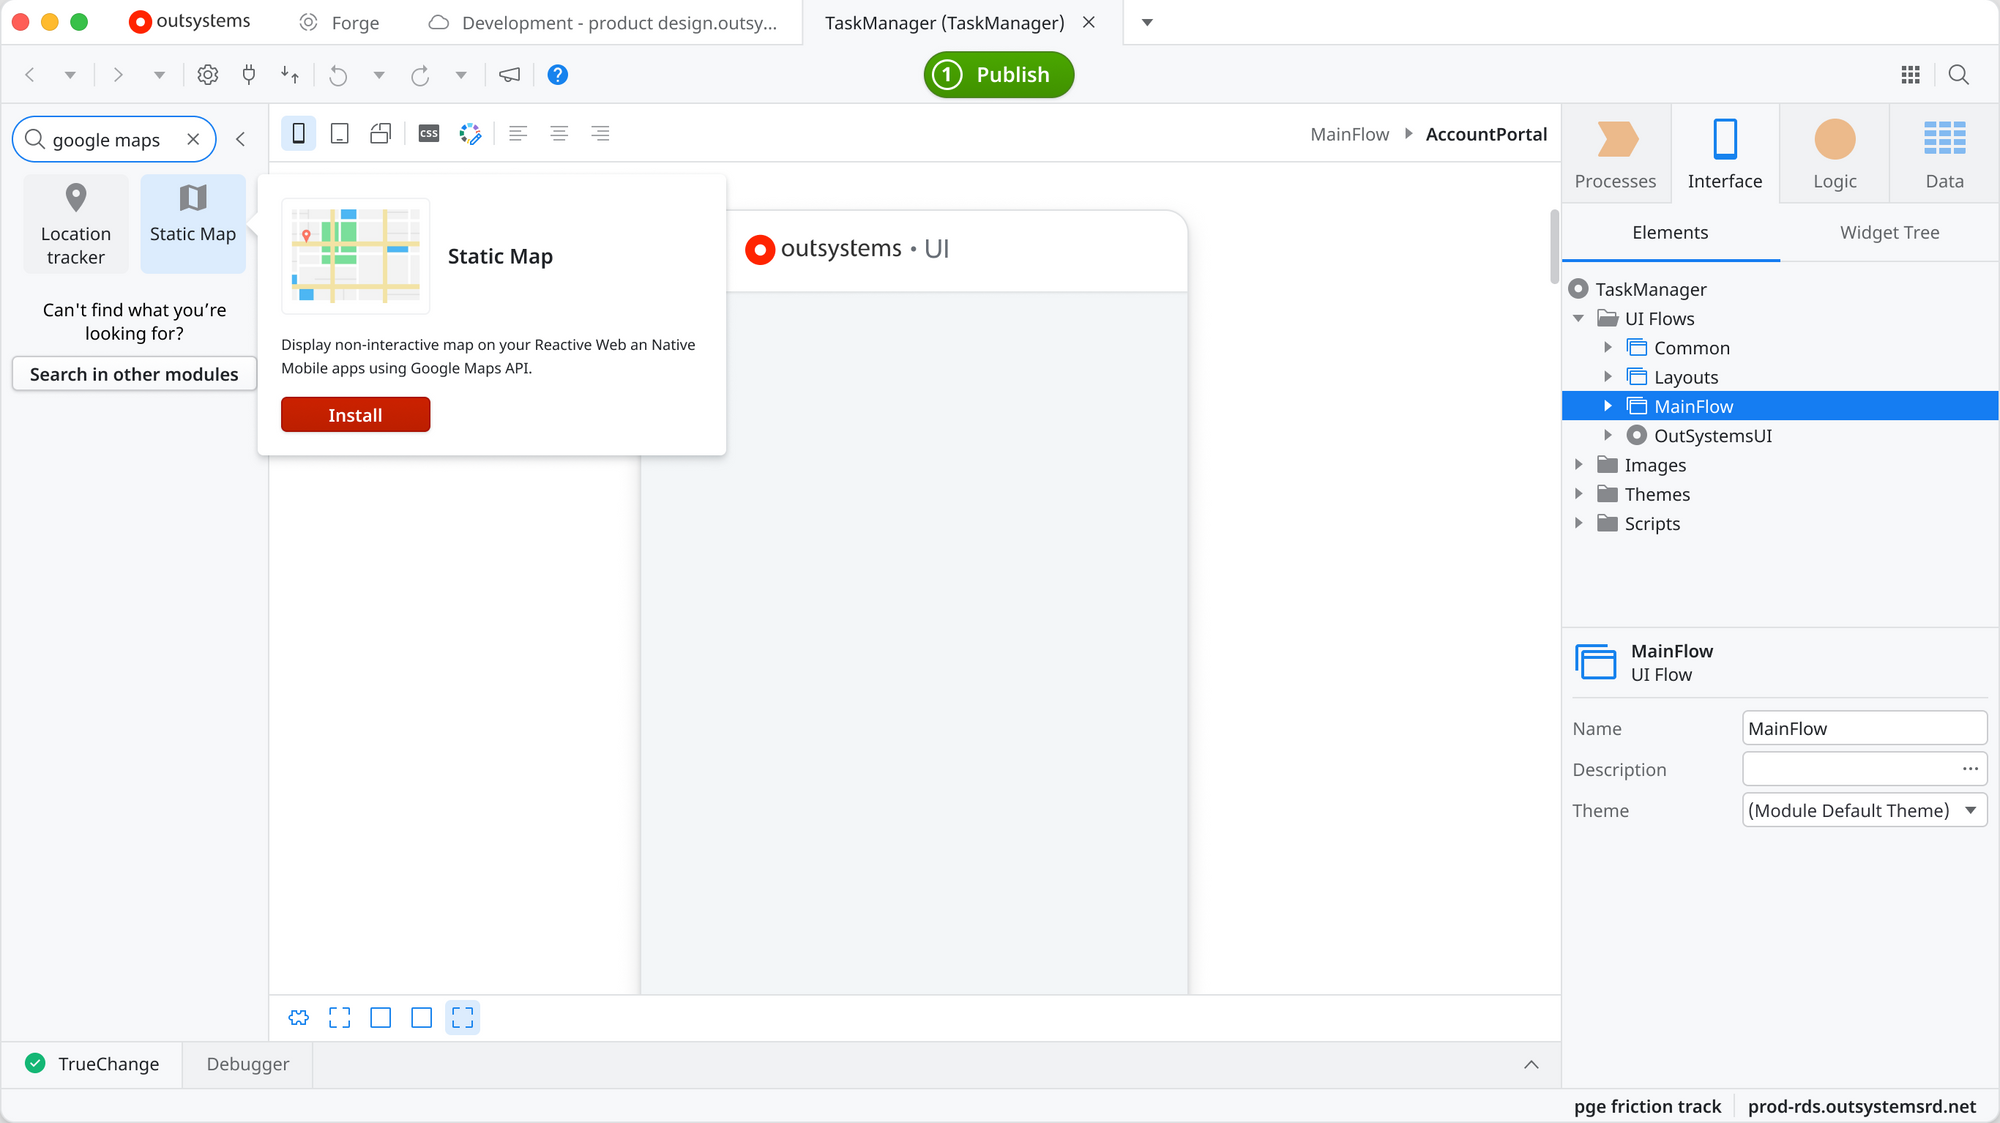 outsystems
Forge
Development - product design.outsy...
TaskManager (TaskManager)
1 Publish
google maps
css
MainFlow
AccountPortal
Processes
Interface
Logic
Data
Location
tracker
Static Map
Can't find what you’re
looking for?
Search in other modules
Static Map
Display non-interactive map on your Reactive Web an Native
Mobile apps using Google Maps API.
Install
outsystems • UI
Elements
Widget Tree
TaskManager
UI Flows
Common
Layouts
MainFlow
OutSystemsUI
Images
Themes
Scripts
MainFlow
UI Flow
Name
MainFlow
Description
...
Theme
(Module Default Theme)
TrueChange
Debugger
pge friction track
prod-rds.outsystemsrd.net